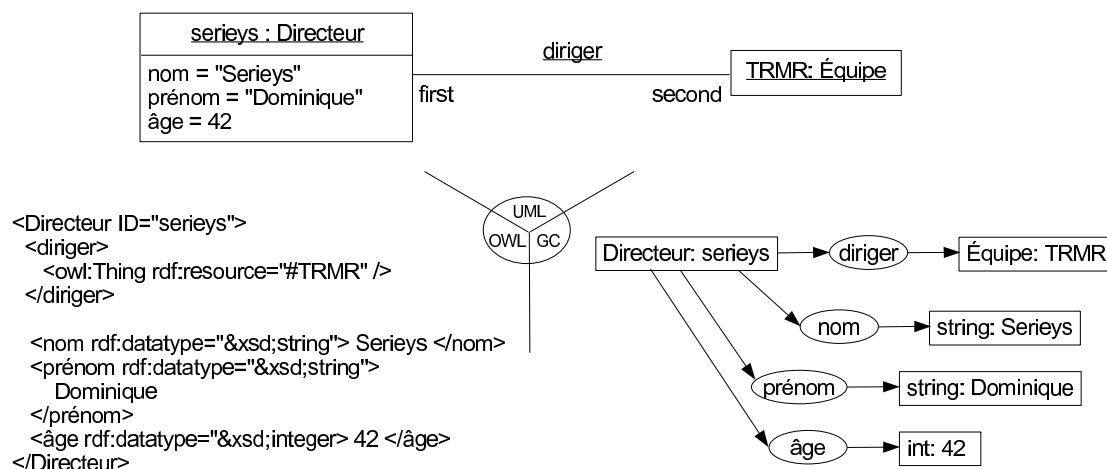 serieys : Directeur
nom = "Serieys"
prénom = "Dominique"
âge = 42
diriger
first
second
TRMR: Équipe
UML
OWL
GC
<Directeur ID="serieys">
<diriger>
<owl:Thing rdf:resource="#TRMR" />
</diriger>
<nom rdf:datatype="&xsd;string"> Serieys </nom>
<prénom rdf:datatype="&xsd;string">
Dominique
</prénom>
<âge rdf:datatype="&xsd;integer> 42 </âge>
</Directeur>
Directeur: serieys
diriger
Équipe: TRMR
nom
string: Serieys
prénom
string: Dominique
âge
int: 42